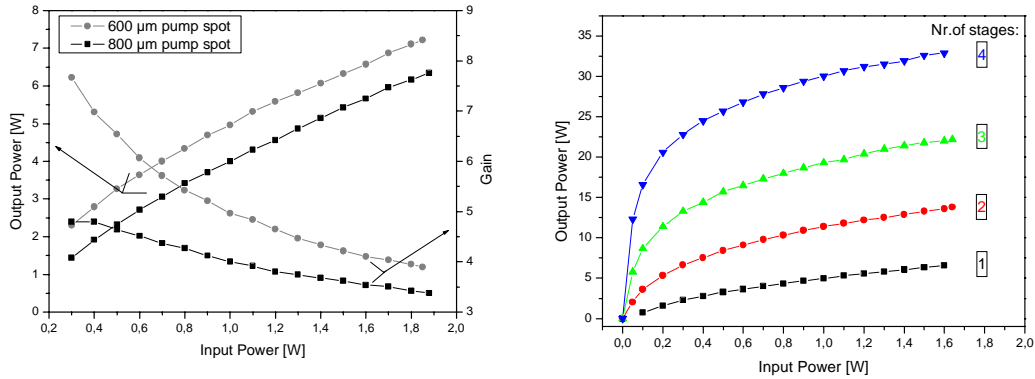 600 µm pump spot
800 µm pump spot
Output Power [W]
8
7
6
5
4
3
2
1
0
9
8
7
6
5
4
3
Gain
0,2 0,4 0,6 0,8 1,0 1,2 1,4 1,6 1,8 2,0
Input Power [W]
Nr.of stages:
4
3
2
1
Output Power [W]
35
30
25
20
15
10
5
0
0,0 0,2 0,4 0,6 0,8 1,0 1,2 1,4 1,6 1,8 2,0
Input Power [W]